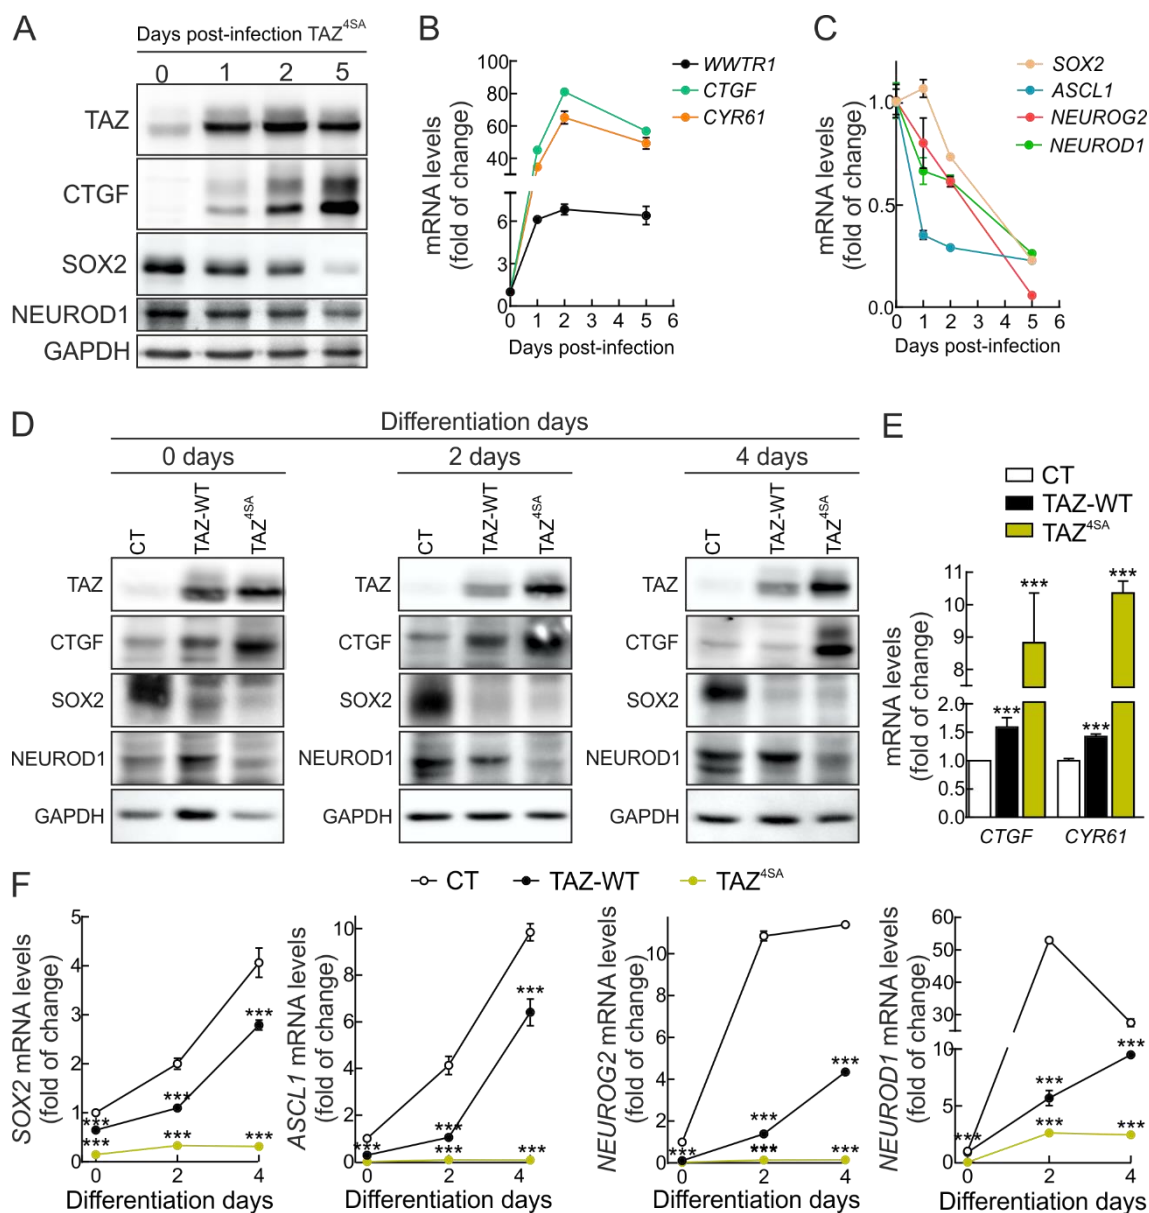 A
Days post-infection TAZ4SA
0 1 2 5
TAZ
CTGF
SOX2
NEUROD1
GAPDH
B
mRNA levels
(fold of change)
100
80
60
40
6
3
0
0 1 2 3 4 5 6
Days post-infection
WWTR1
CTGF
CYR61
C
mRNA levels
(fold of change)
1.0
0.5
0.0
0 1 2 3 4 5 6
Days post-infection
SOX2
ASCL1
NEUROG2
NEUROD1
D
Differentiation days
0 days 2 days 4 days
CT TAZ-WT TAZ4SA CT TAZ-WT TAZ4SA CT TAZ-WT TAZ4SA
TAZ TAZ TAZ
CTGF CTGF CTGF
SOX2 SOX2 SOX2
NEUROD1 NEUROD1 NEUROD1
GAPDH GAPDH GAPDH
E
CT
TAZ-WT
TAZ4SA
mRNA levels
(fold of change)
11
10
9
8
2.0
1.5
1.0
0.5
0.0
*** ***
*** ***
CTGF CYR61
F
CT TAZ-WT TAZ4SA
SOX2 mRNA levels
(fold of change)
5
4
3
2
1
0
*** *** ***
*** *** ***
0 2 4
Differentiation days
ASCL1 mRNA levels
(fold of change)
10
8
6
4
2
0
*** *** ***
*** ***
0 2 4
Differentiation days
NEUROG2 mRNA levels
(fold of change)
10
8
6
4
2
0
*** *** ***
*** ***
0 2 4
Differentiation days
NEUROD1 mRNA levels
(fold of change)
60
50
40
30
10
5
0
*** *** ***
*** ***
0 2 4
Differentiation days